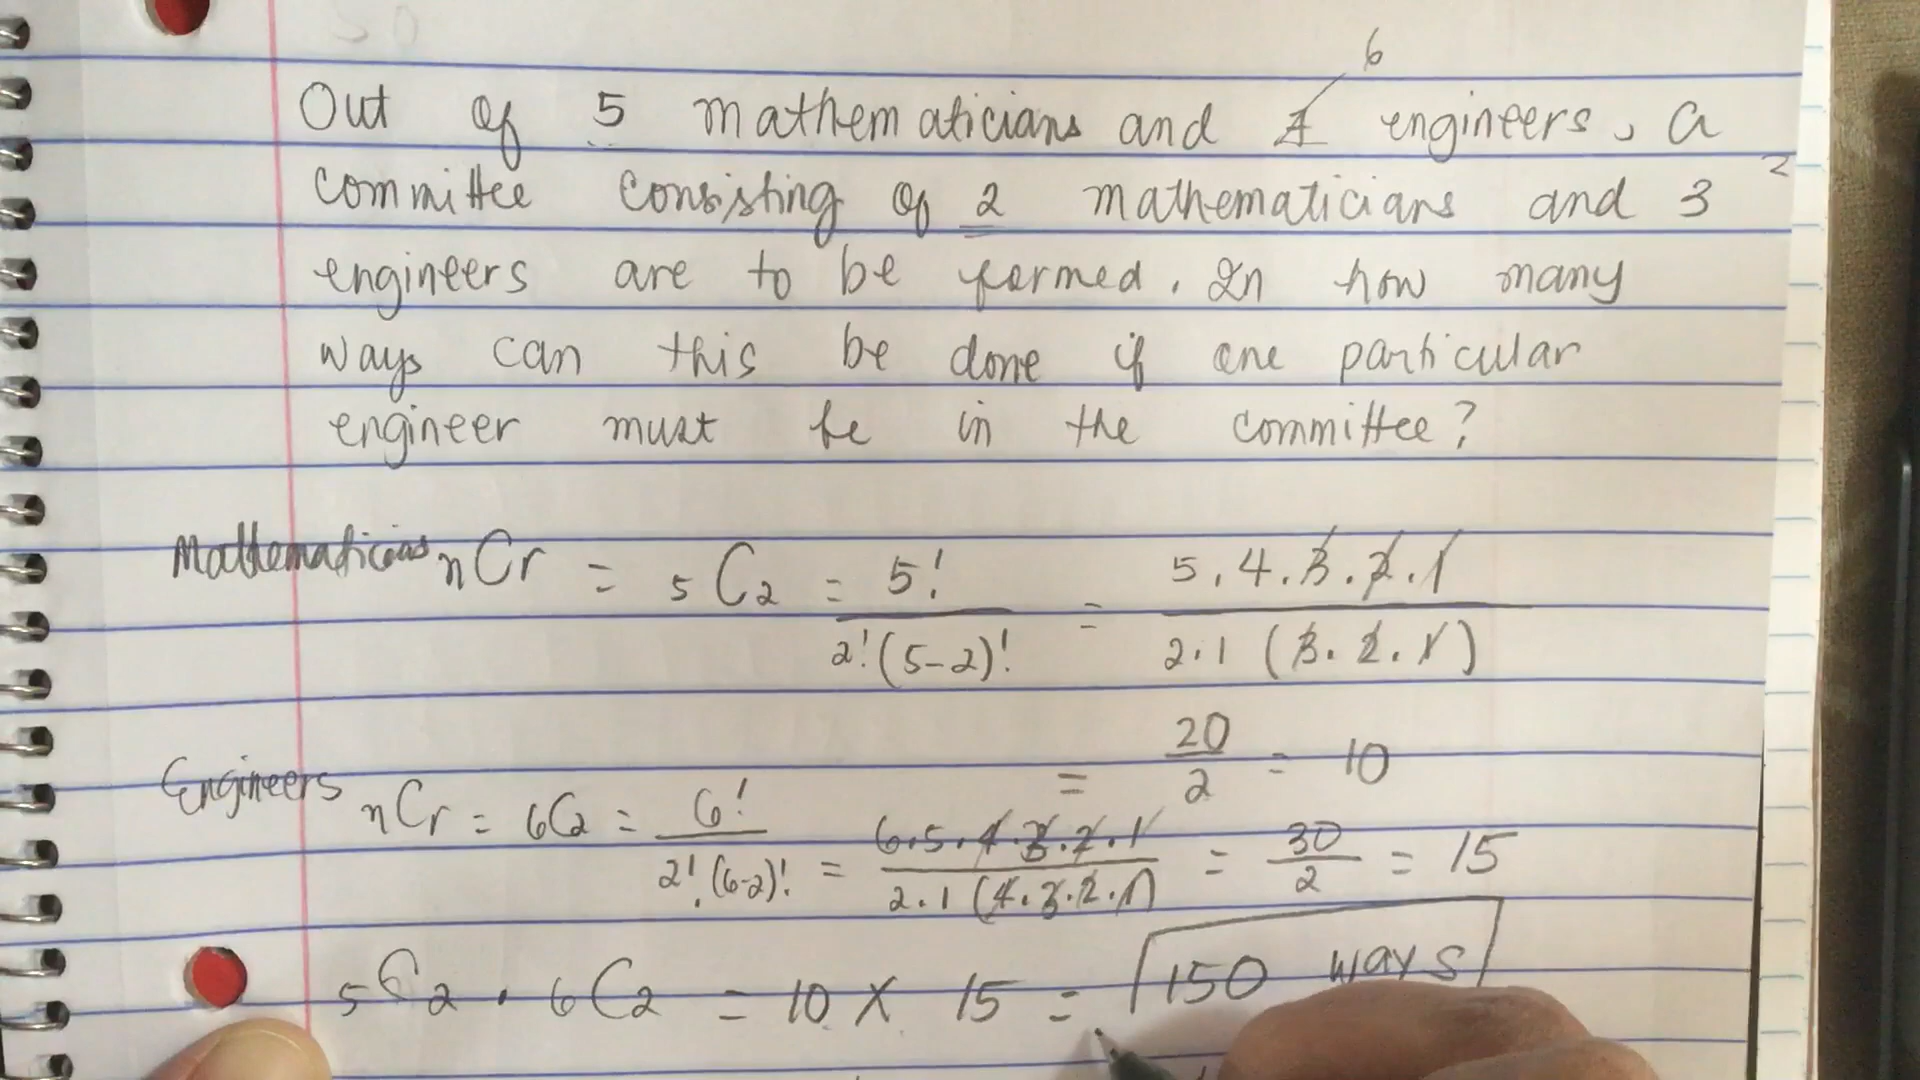 6
Out of 5 mathematicians and 7 engineers, a
committee consisting of 2 mathematicians and 3 2
engineers are to be formed. In how many
ways can this be done if one particular
engineer must be in the committee?
Mathematicians nCr = 5C2 = 5! / 2!(5-2)! = 5.4.3.2.1 / 2.1 (3.2.1)
= 20/2 = 10
Engineers nCr = 6C2 = 6! / 2!(6-2)! = 6.5.4.3.2.1 / 2.1 (4.3.2.1) = 30/2 = 15
5C2 . 6C2 = 10 X 15 = 150 ways